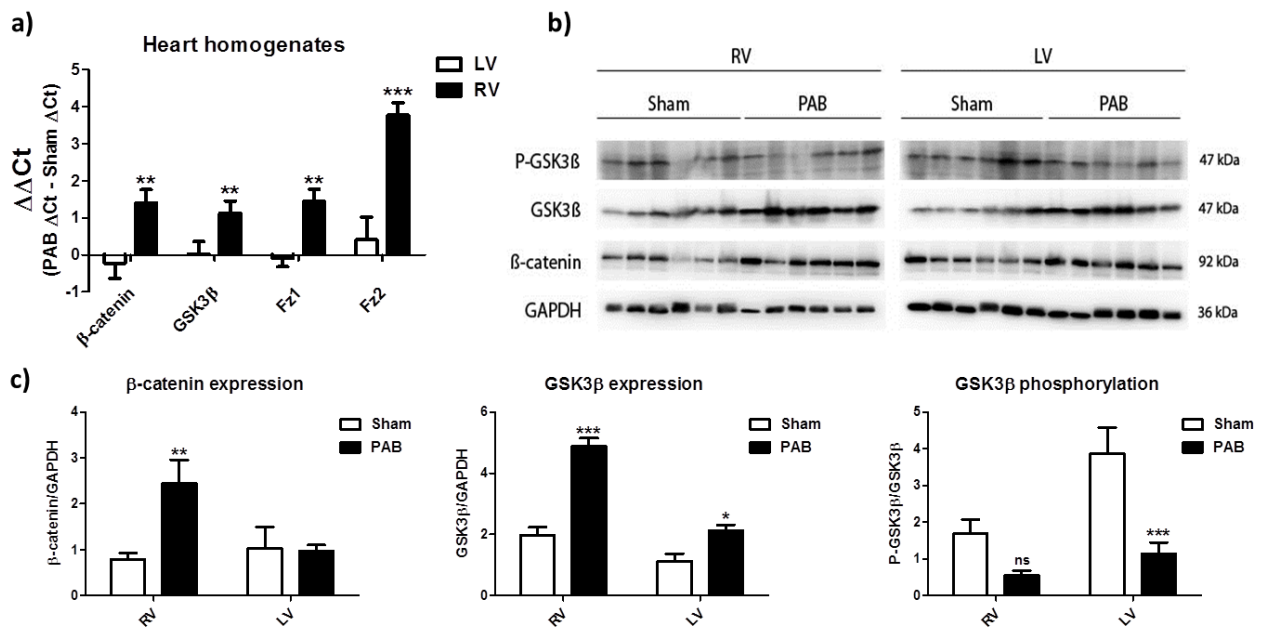 a)
Heart homogenates
LV
RV
ΔΔCt
(PAB ΔCt - Sham ΔCt)
5
4
3
2
1
0
-1
**
**
**
***
β-catenin
GSK3β
Fz1
Fz2
b)
RV LV
Sham PAB Sham PAB
P-GSK3ß 47 kDa
GSK3ß 47 kDa
ß-catenin 92 kDa
GAPDH 36 kDa
c)
β-catenin expression
Sham
PAB
β-catenin/GAPDH
4
3
2
1
0
**
RV LV
GSK3β expression
Sham
PAB
GSK3β/GAPDH
6
4
2
0
***
*
RV LV
GSK3β phosphorylation
Sham
PAB
P-GSK3β/GSK3β
5
4
3
2
1
0
ns
***
RV LV